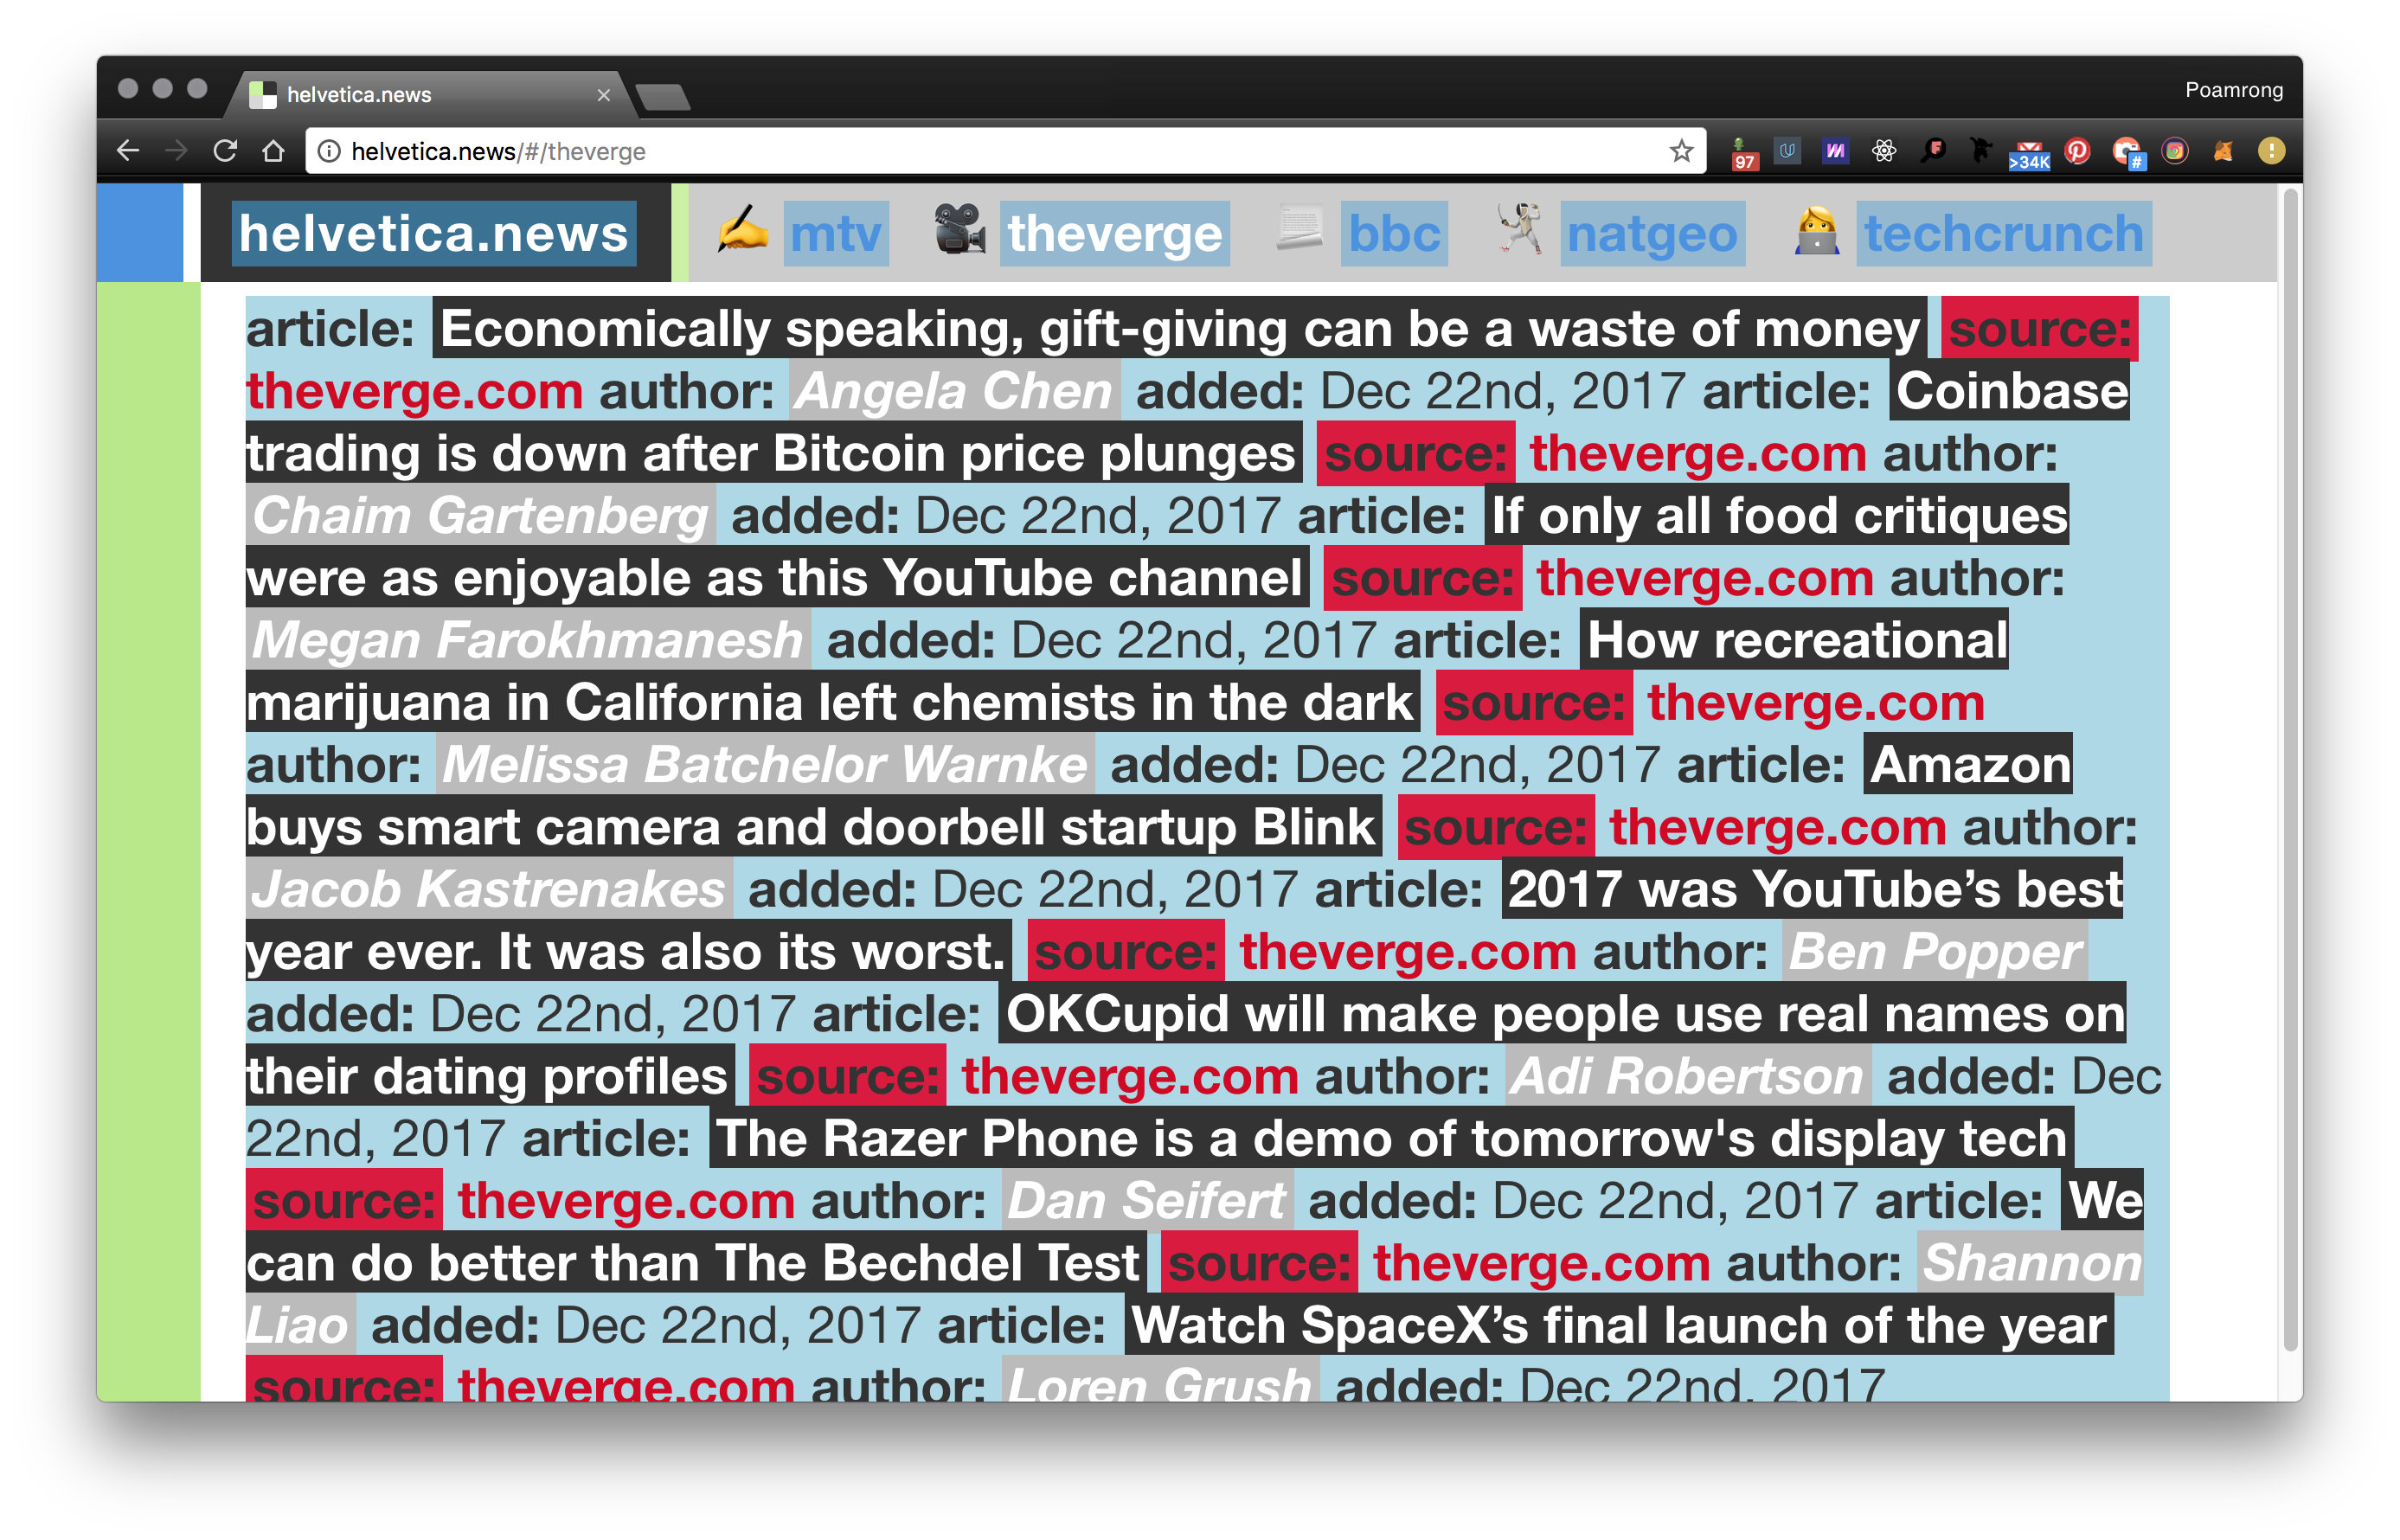 helvetica.news
Poamrong
helvetica.news/#/theverge
97
>34K
#
helvetica.news mtv theverge bbc natgeo techcrunch
article: Economically speaking, gift-giving can be a waste of money source:
theverge.com author: Angela Chen added: Dec 22nd, 2017 article: Coinbase
trading is down after Bitcoin price plunges source: theverge.com author:
Chaim Gartenberg added: Dec 22nd, 2017 article: If only all food critiques
were as enjoyable as this YouTube channel source: theverge.com author:
Megan Farokhmanesh added: Dec 22nd, 2017 article: How recreational
marijuana in California left chemists in the dark source: theverge.com
author: Melissa Batchelor Warnke added: Dec 22nd, 2017 article: Amazon
buys smart camera and doorbell startup Blink source: theverge.com author:
Jacob Kastrenakes added: Dec 22nd, 2017 article: 2017 was YouTube’s best
year ever. It was also its worst. source: theverge.com author: Ben Popper
added: Dec 22nd, 2017 article: OKCupid will make people use real names on
their dating profiles source: theverge.com author: Adi Robertson added: Dec
22nd, 2017 article: The Razer Phone is a demo of tomorrow's display tech
source: theverge.com author: Dan Seifert added: Dec 22nd, 2017 article: We
can do better than The Bechdel Test source: theverge.com author: Shannon
Liao added: Dec 22nd, 2017 article: Watch SpaceX’s final launch of the year
source: theverge.com author: Loren Grush added: Dec 22nd, 2017